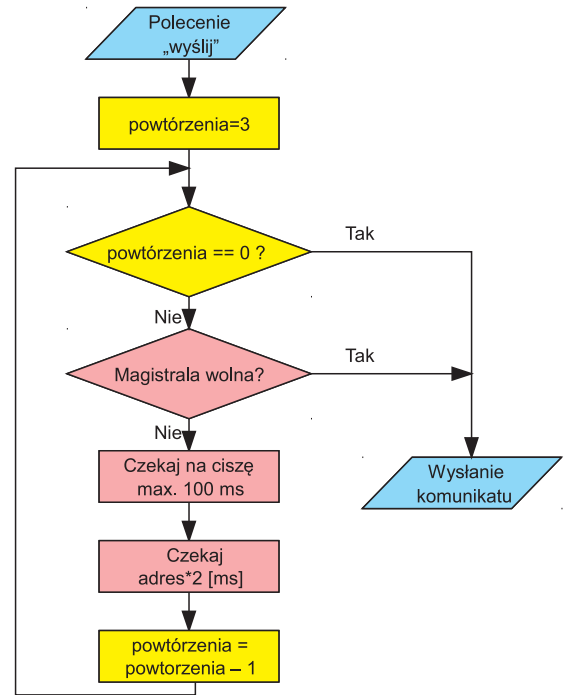 Polecenie
„wyślij”
powtórzenia=3
powtórzenia == 0 ?
Tak
Nie
Magistrala wolna?
Tak
Nie
Czekaj na ciszę
max. 100 ms
Wysłanie
komunikatu
Czekaj
adres*2 [ms]
powtórzenia =
powtorzenia – 1